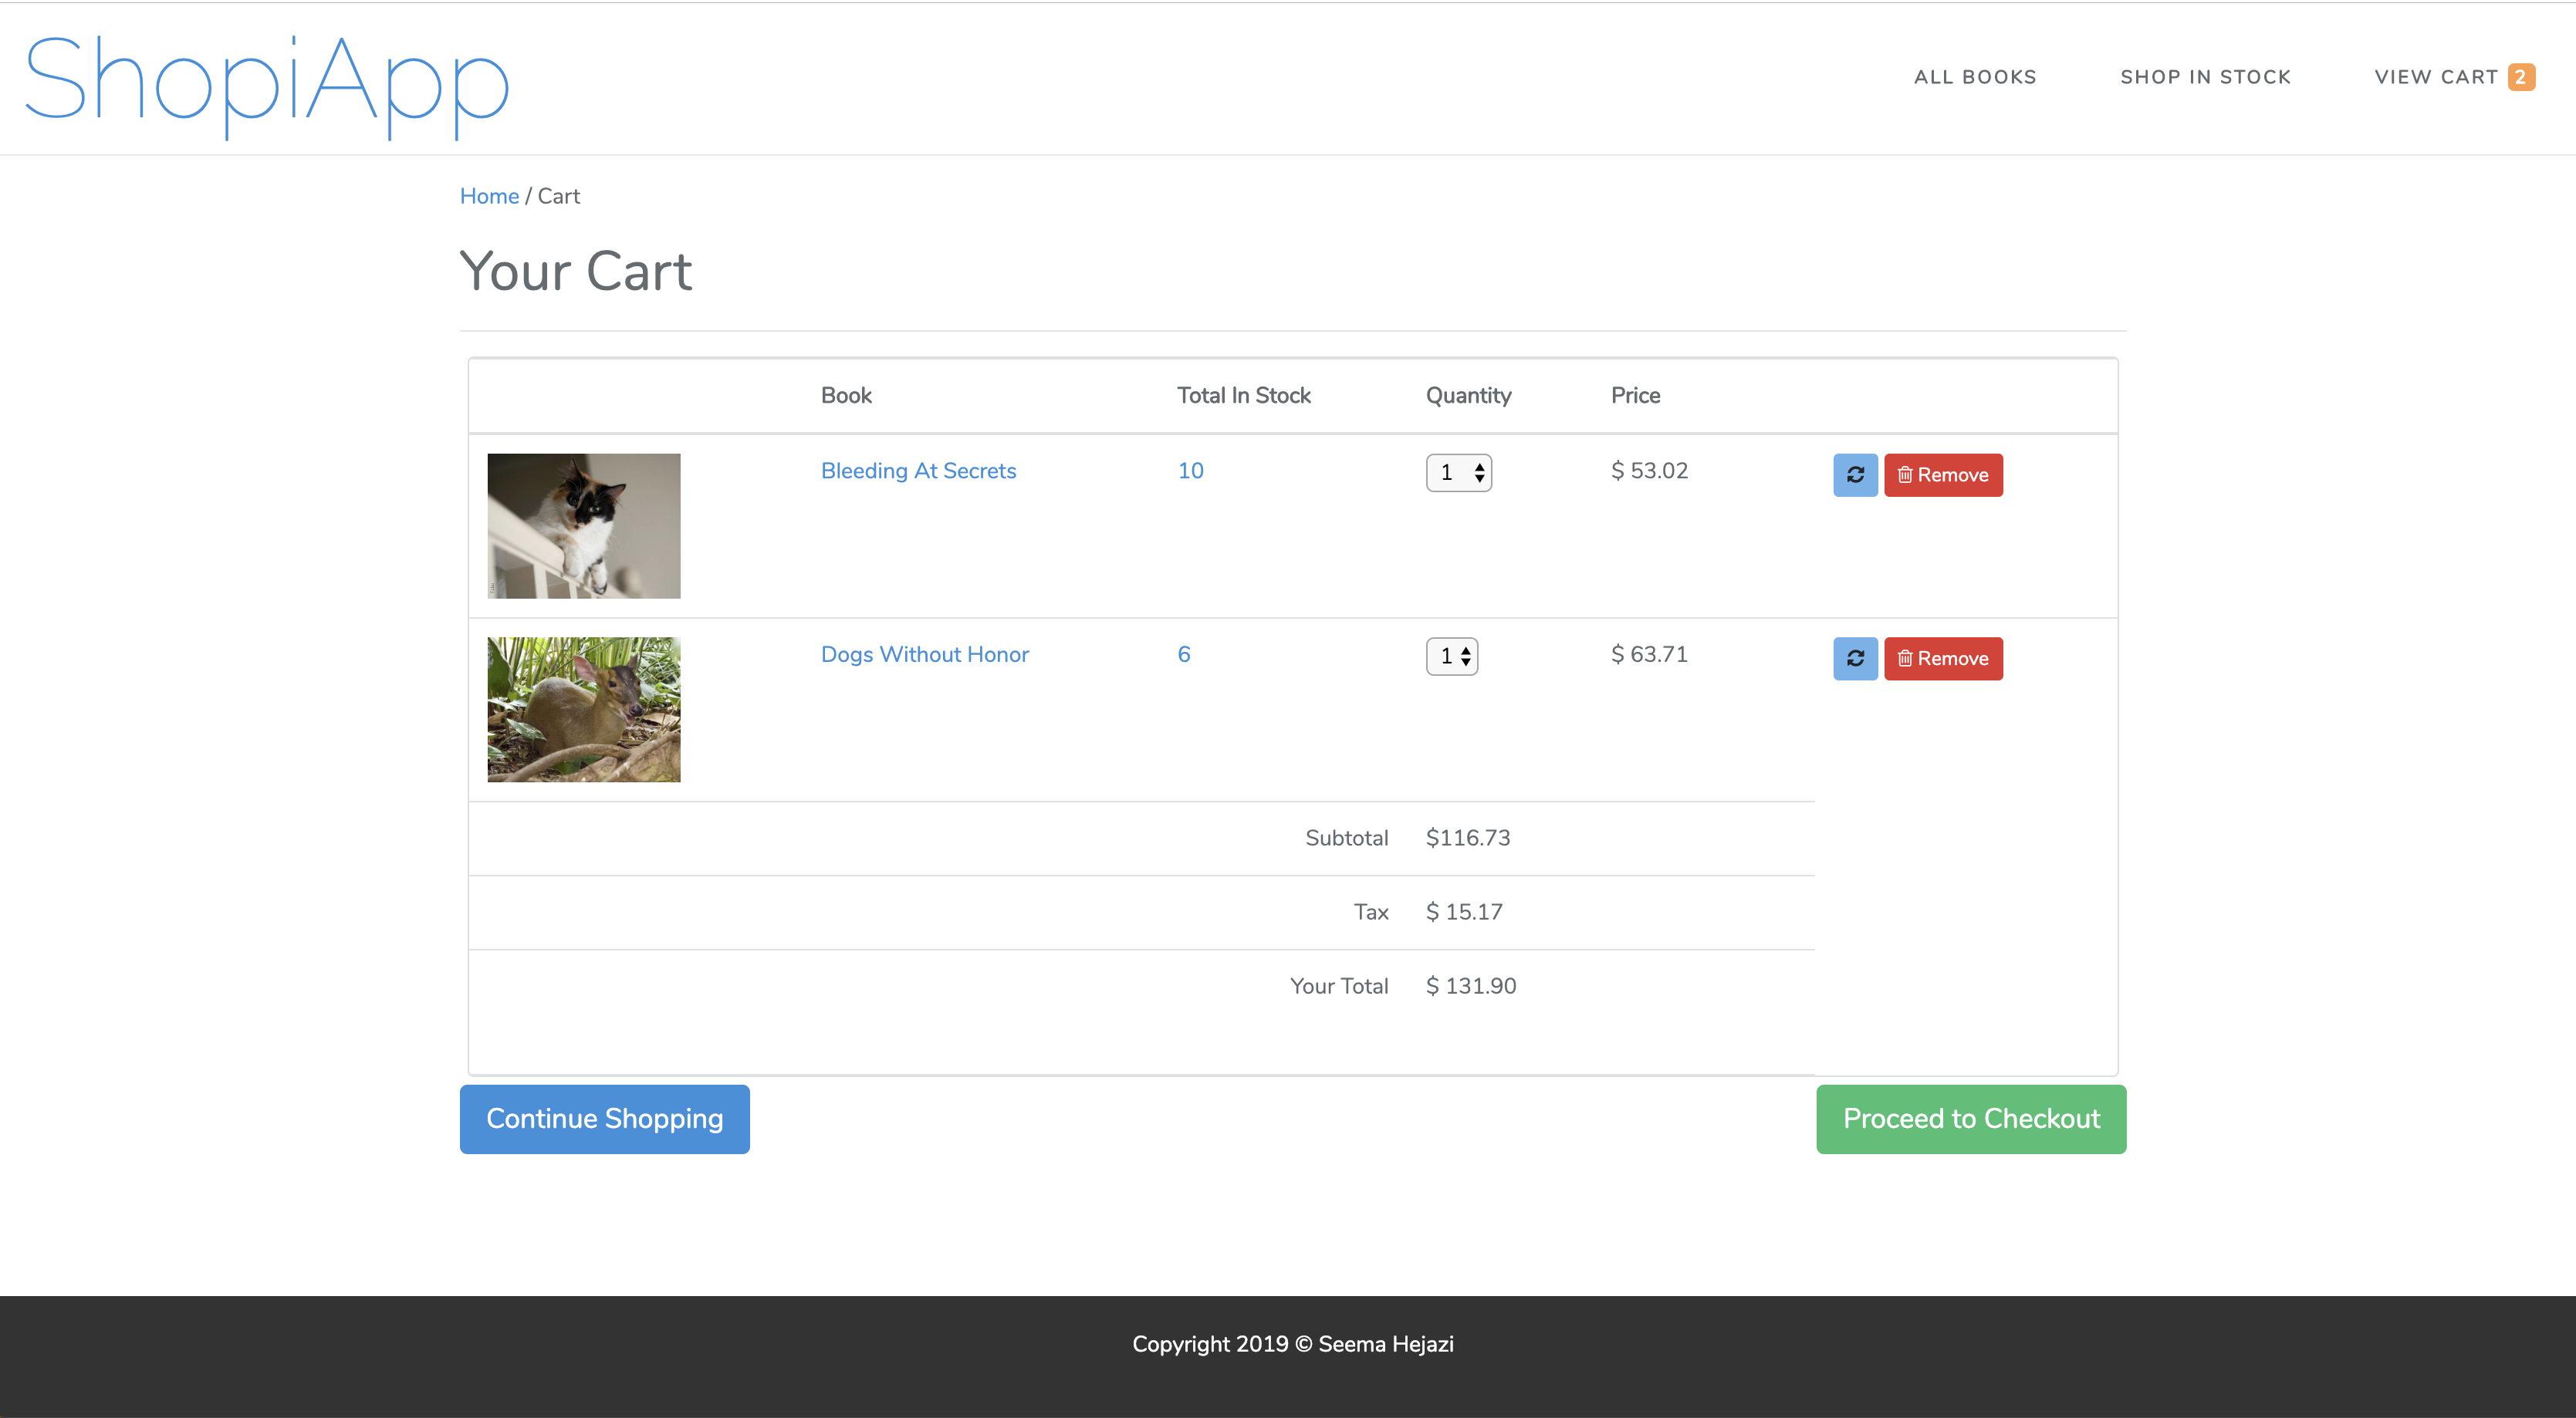 ShopiApp
ALL BOOKS SHOP IN STOCK VIEW CART 2
Home / Cart
Your Cart
Book Total In Stock Quantity Price
Bleeding At Secrets 10 1 $ 53.02 Remove
Dogs Without Honor 6 1 $ 63.71 Remove
Subtotal $116.73
Tax $ 15.17
Your Total $ 131.90
Continue Shopping Proceed to Checkout
Copyright 2019 © Seema Hejazi